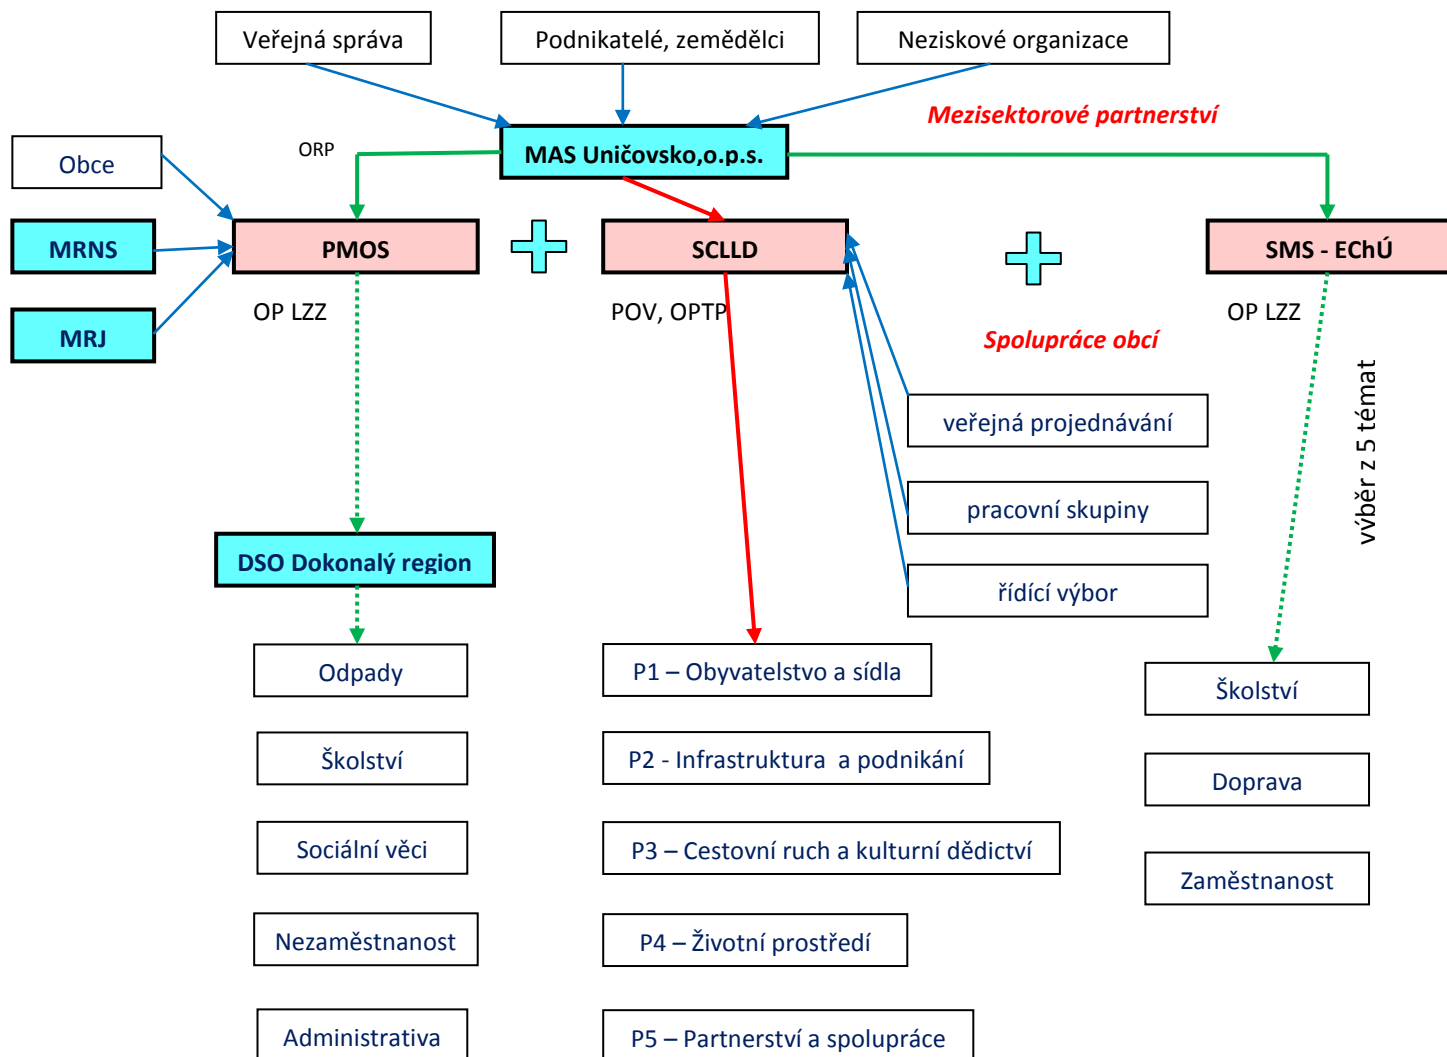 Veřejná správa
Podnikatelé, zemědělci
Neziskové organizace
Mezisektorové partnerství
MAS Uničovsko,o.p.s.
ORP
Obce
MRNS
PMOS
SCLLD
SMS - EChÚ
MRJ
OP LZZ
POV, OPTP
OP LZZ
Spolupráce obcí
výběr z 5 témat
veřejná projednávání
pracovní skupiny
řídící výbor
DSO Dokonalý region
Odpady
P1 – Obyvatelstvo a sídla
Školství
Školství
P2 - Infrastruktura a podnikání
Doprava
Sociální věci
P3 – Cestovní ruch a kulturní dědictví
Zaměstnanost
Nezaměstnanost
P4 – Životní prostředí
Administrativa
P5 – Partnerství a spolupráce